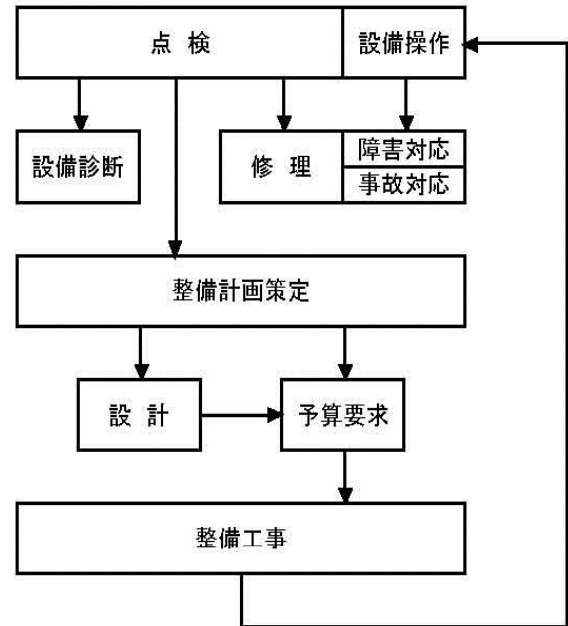 点検
設備操作
設備診断
修理
障害対応
事故対応
整備計画策定
設計
予算要求
整備工事